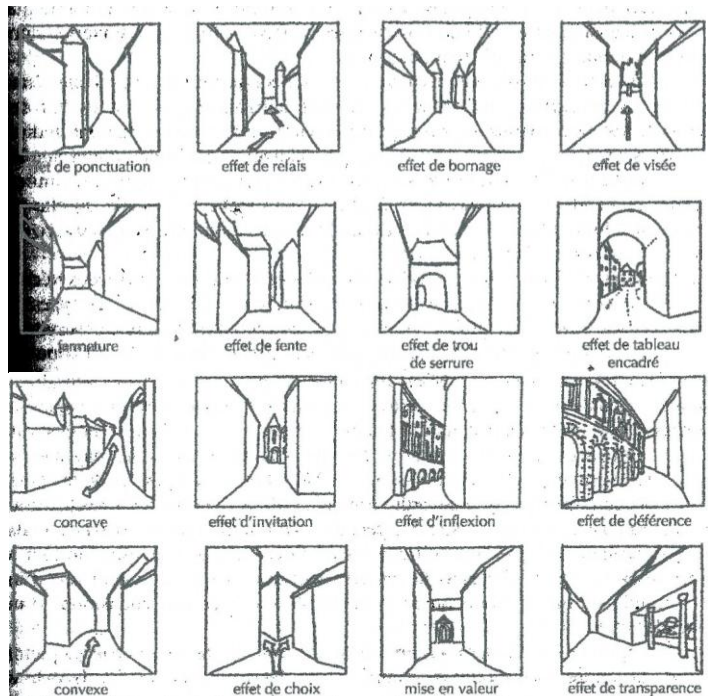 de ponctuation
effet de relais
effet de bornage
effet de visée
fermeture
effet de fente
effet de trou
de serrure
effet de tableau
encadré
concave
effet d'invitation
effet d'inflexion
effet de déférence
convexe
effet de choix
mise en valeur
effet de transparence